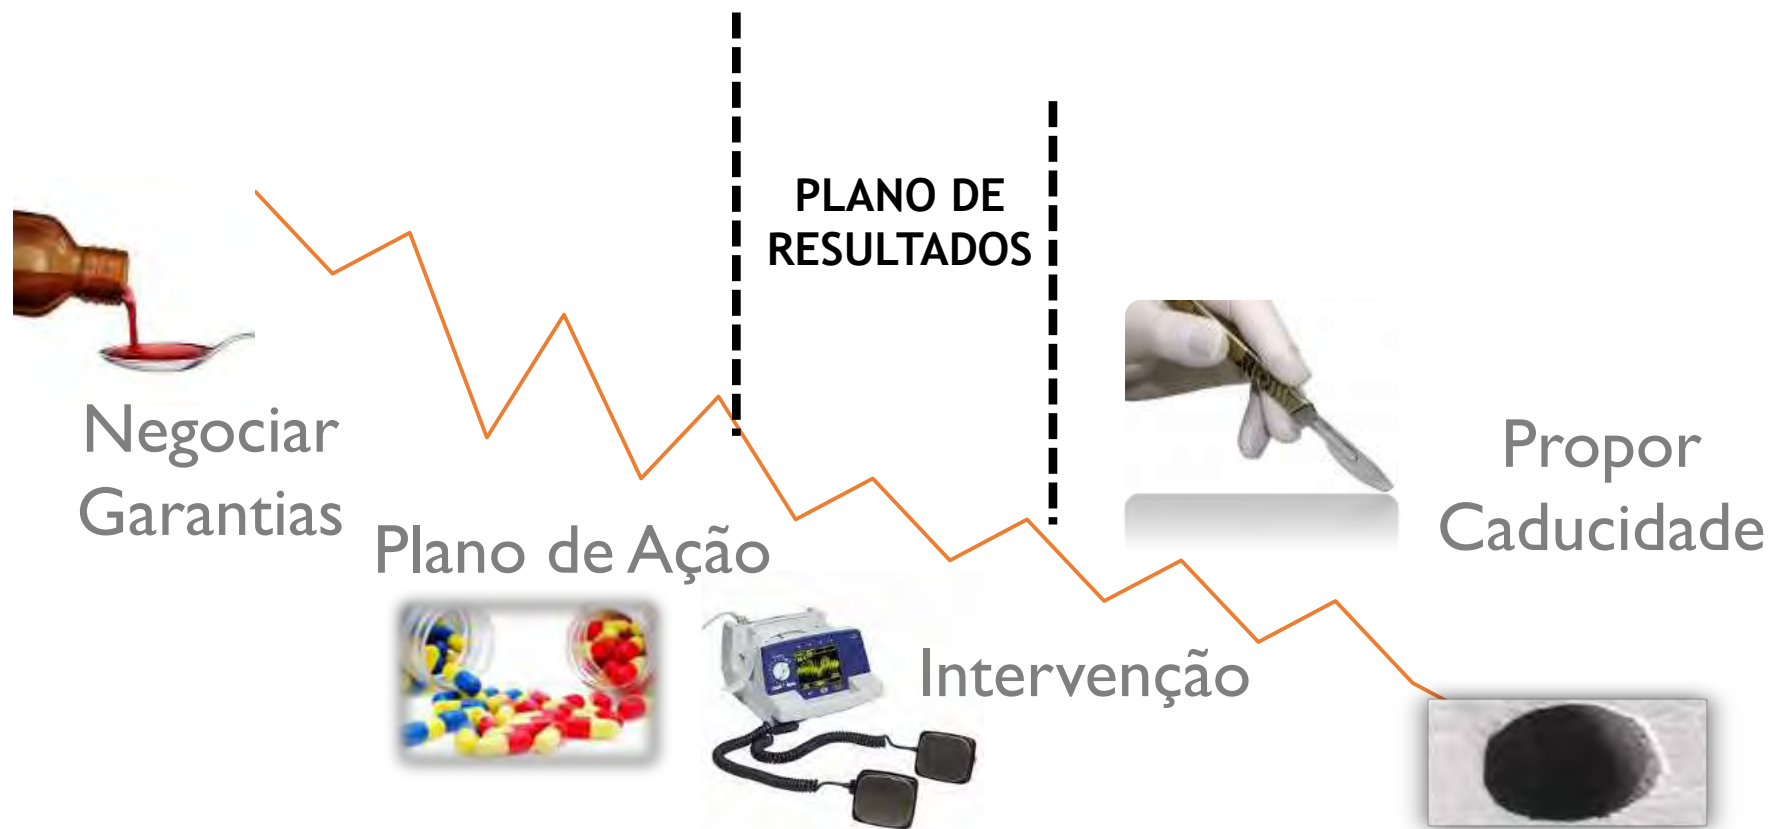 PLANO DE
RESULTADOS
Negociar
Garantias
Plano de Ação
Intervenção
Propor
Caducidade